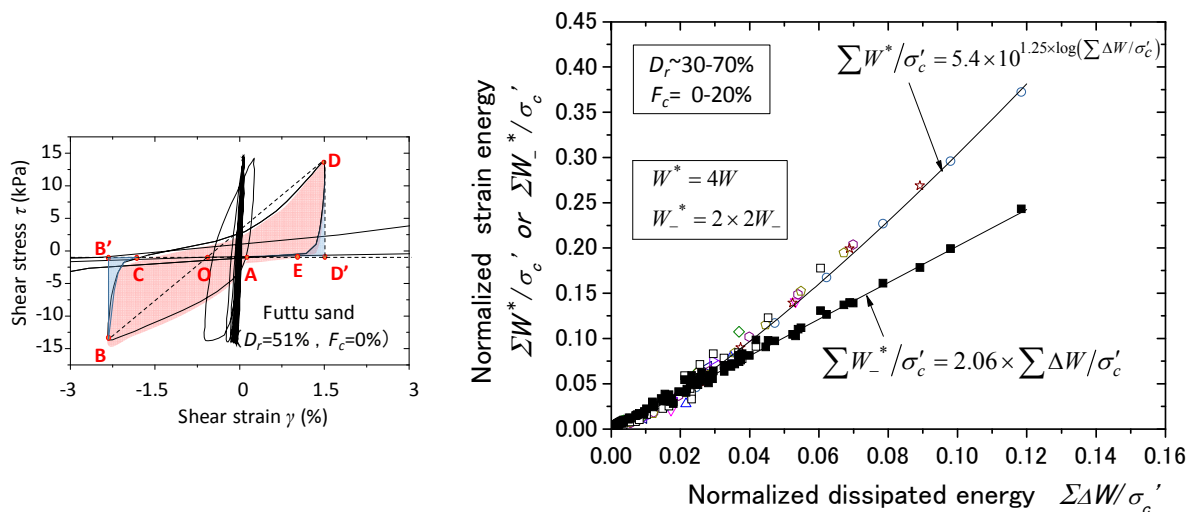 Shear stress τ (kPa)
15
10
5
0
-5
-10
-15
-3
-1.5
0
1.5
3
Shear strain γ (%)
D
B'
C
O
A
E
D'
B
Futtu sand
(Dr=51% , Fc=0%)
Normalized strain energy
ΣW*/σc' or ΣW_*/σc'
0.45
0.40
0.35
0.30
0.25
0.20
0.15
0.10
0.05
0.00
Dr~30-70%
Fc= 0-20%
W* = 4W
W_* = 2×2W_
∑W*/σ′c = 5.4×10^1.25×log(∑ΔW/σ′c)
∑W_*/σ′c = 2.06×∑ΔW/σ′c
0.00
0.02
0.04
0.06
0.08
0.10
0.12
0.14
0.16
Normalized dissipated energy ΣΔW/σc'